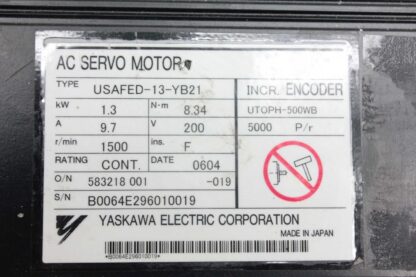 AC SERVO MOTOR
TYPE USAFED-13-YB21 INCR. ENCODER
kW 1.3 N·m 8.34 UTOPH-500WB
A 9.7 V 200 5000 P/r
r/min 1500 ins. F
RATING CONT. DATE 0604
O/N 583218 001 -019
S/N B0064E296010019
YASKAWA ELECTRIC CORPORATION
MADE IN JAPAN
*B0064E296010019*